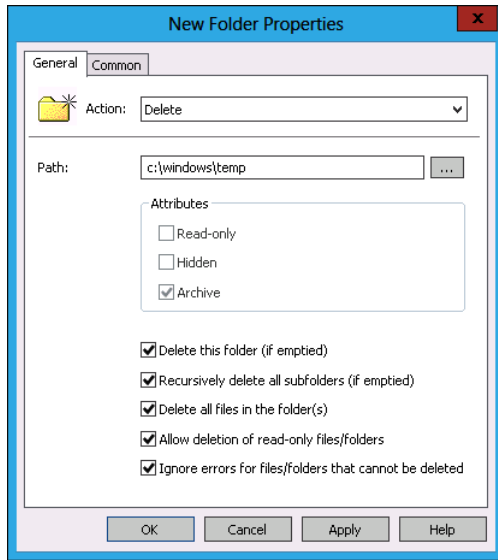 New Folder Properties
x
General Common
Action: Delete
Path: c:\windows\temp ...
Attributes
Read-only
Hidden
Archive
Delete this folder (if emptied)
Recursively delete all subfolders (if emptied)
Delete all files in the folder(s)
Allow deletion of read-only files/folders
Ignore errors for files/folders that cannot be deleted
OK Cancel Apply Help